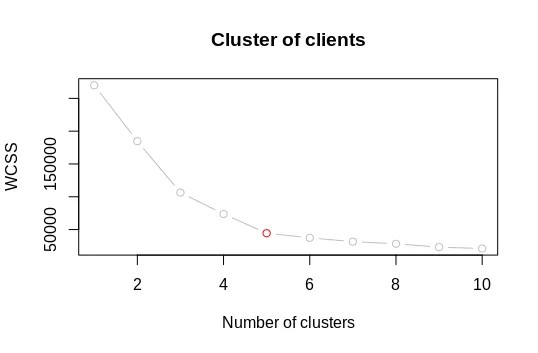 Cluster of clients
WCSS
150000
50000
2 4 6 8 10
Number of clusters